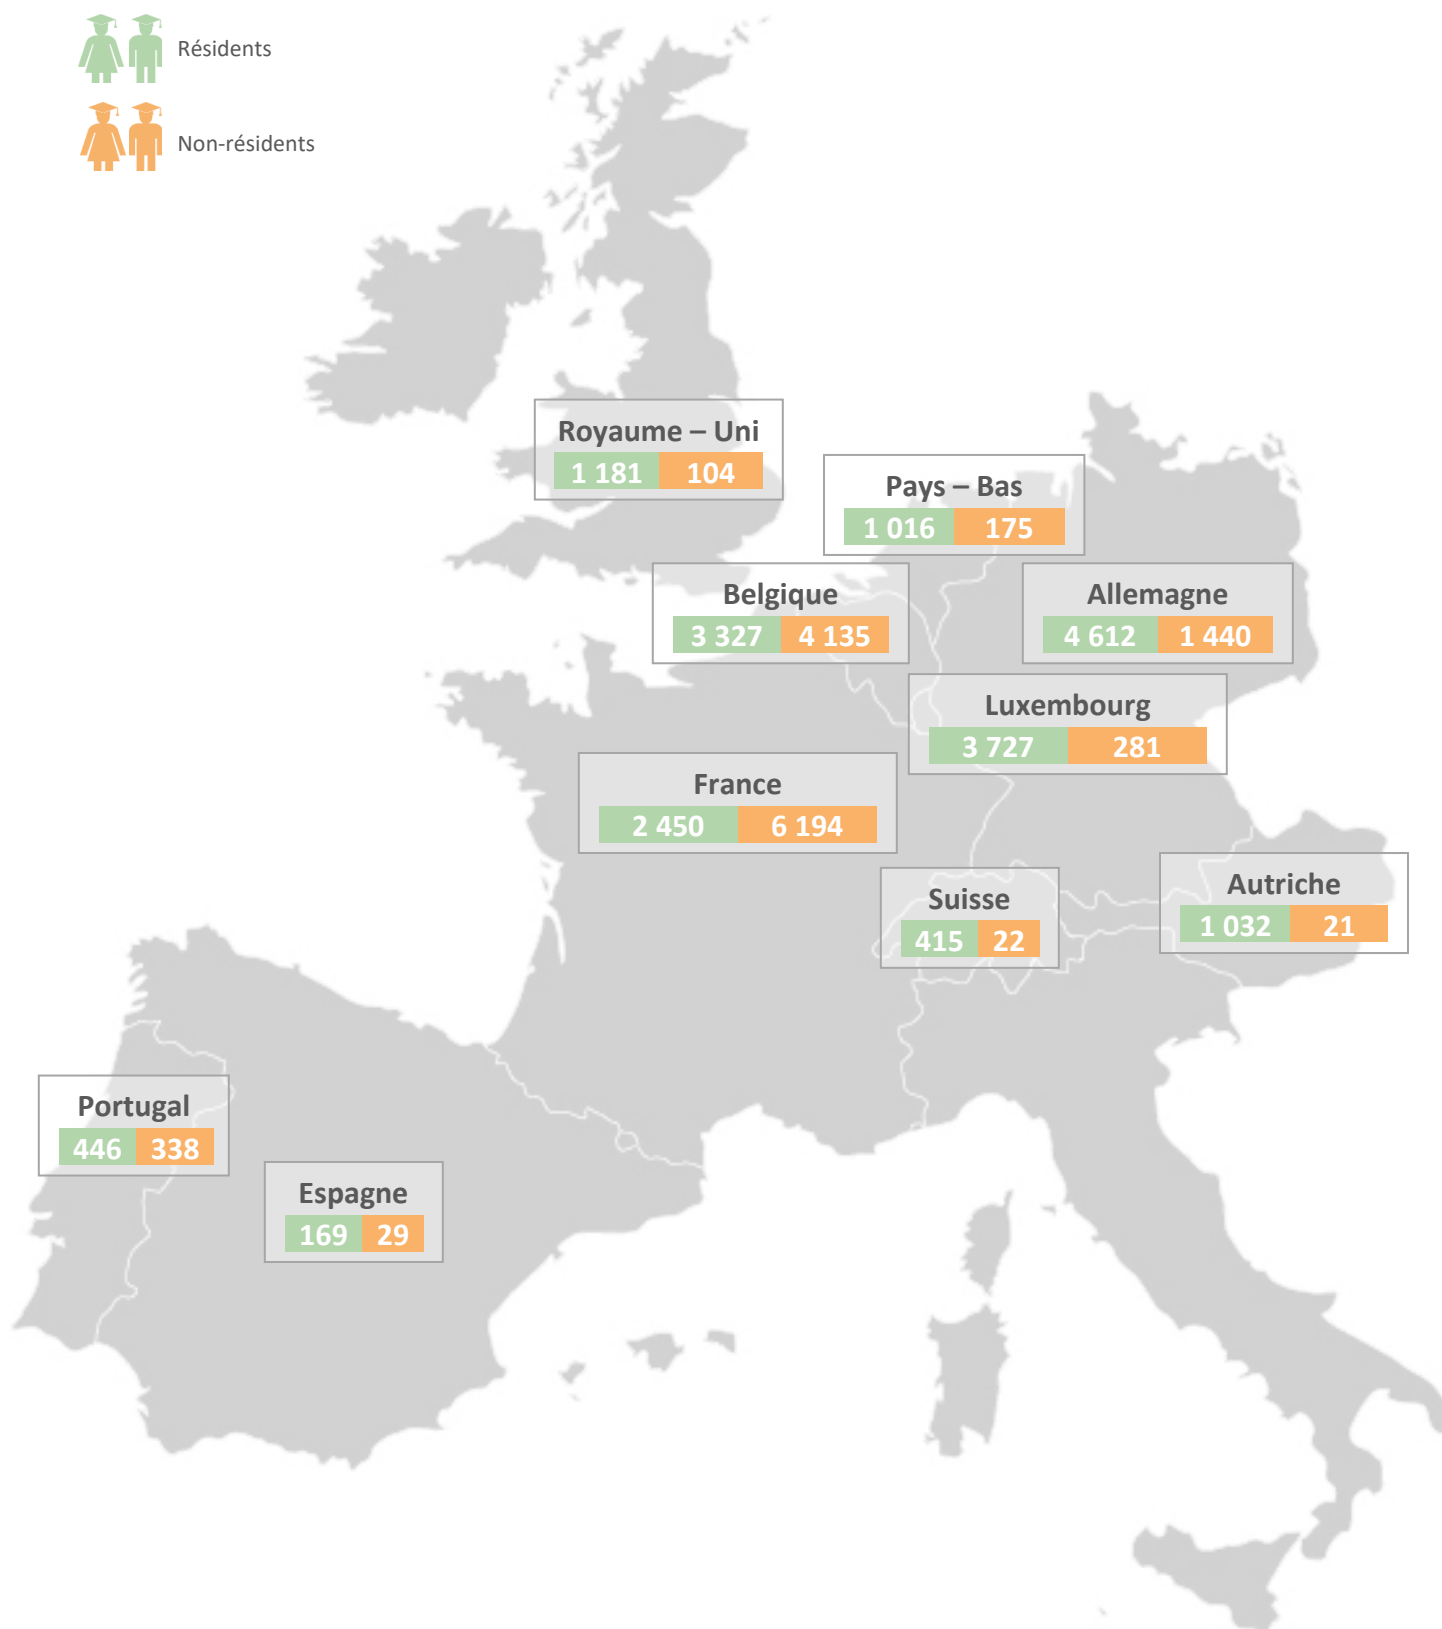 Résidents
Non-résidents
Royaume – Uni
1 181 104
Pays – Bas
1 016 175
Belgique
3 327 4 135
Allemagne
4 612 1 440
Luxembourg
3 727 281
France
2 450 6 194
Suisse
415 22
Autriche
1 032 21
Portugal
446 338
Espagne
169 29